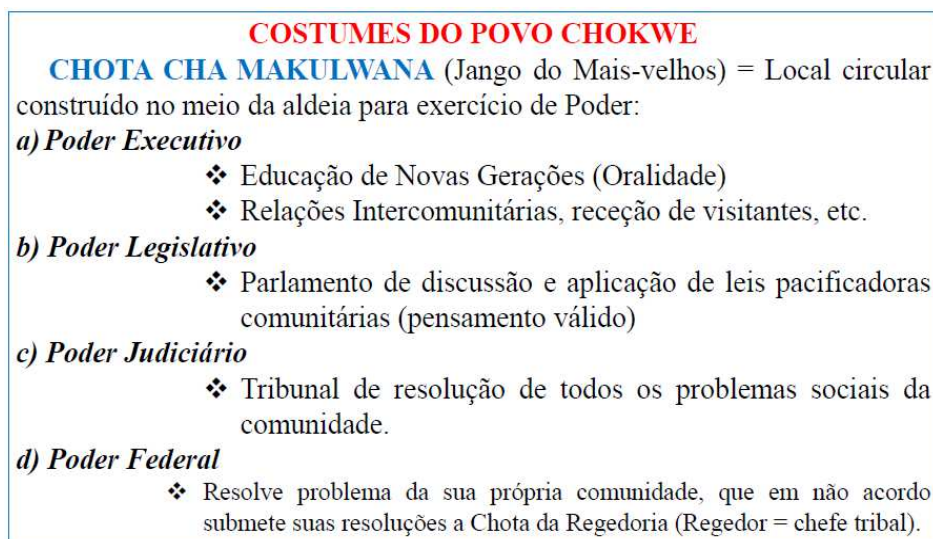 COSTUMES DO POVO CHOKWE
CHOTA CHA MAKULWANA (Jango do Mais-velhos) = Local circular
construído no meio da aldeia para exercício de Poder:
a) Poder Executivo
❖ Educação de Novas Gerações (Oralidade)
❖ Relações Intercomunitárias, receção de visitantes, etc.
b) Poder Legislativo
❖ Parlamento de discussão e aplicação de leis pacificadoras
comunitárias (pensamento válido)
c) Poder Judiciário
❖ Tribunal de resolução de todos os problemas sociais da
comunidade.
d) Poder Federal
❖ Resolve problema da sua própria comunidade, que em não acordo
submete suas resoluções a Chota da Regedoria (Regedor = chefe tribal).